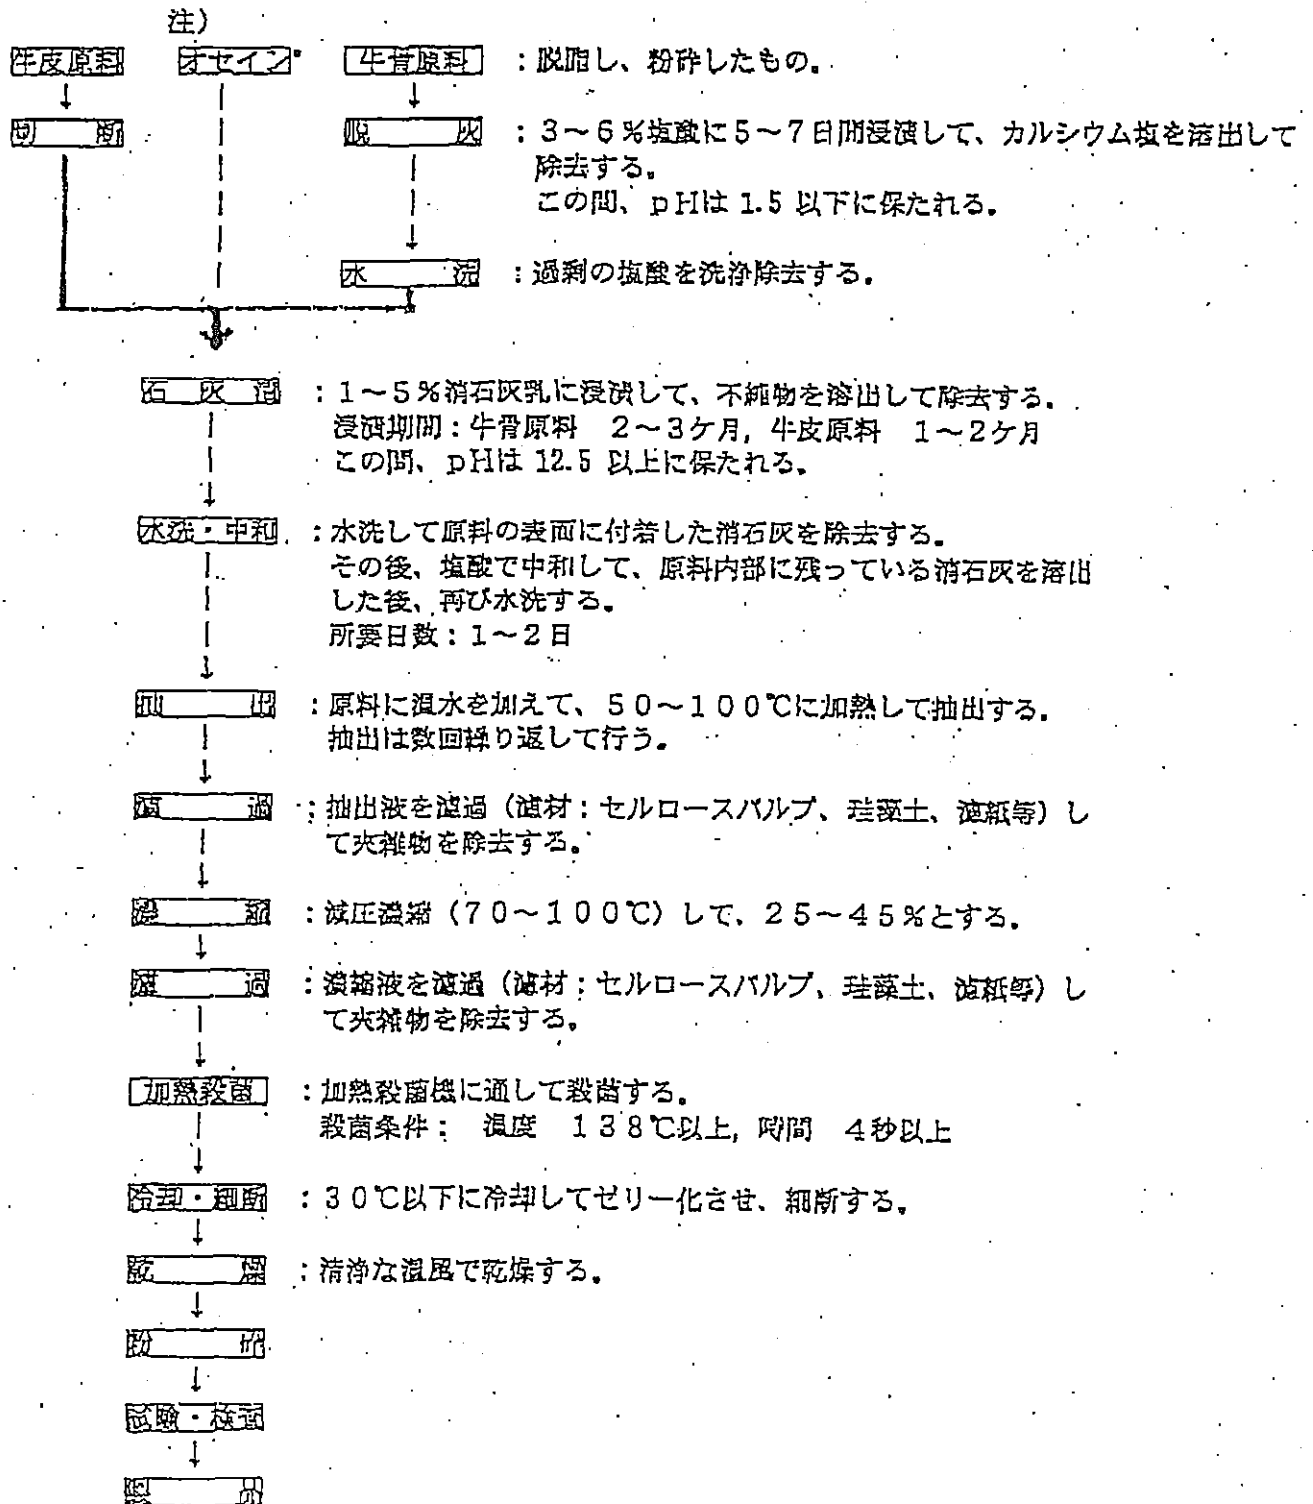 注)
牛皮原料 オセイン 牛骨原料 :脱脂し、粉砕したもの。
切 断 脱 灰 :3~6%塩酸に5~7日間浸漬して、カルシウム塩を溶出して
除去する。
この間、pHは 1.5 以下に保たれる。
水 洗 :過剰の塩酸を洗浄除去する。
石 灰 漬 :1~5%消石灰乳に浸漬して、不純物を溶出して除去する。
浸漬期間:牛骨原料 2~3ケ月, 牛皮原料 1~2ケ月
この間、pHは 12.5 以上に保たれる。
水洗・中和 :水洗して原料の表面に付着した消石灰を除去する。
その後、塩酸で中和して、原料内部に残っている消石灰を溶出
した後、再び水洗する。
所要日数:1~2日
抽 出 :原料に温水を加えて、50~100℃に加熱して抽出する。
抽出は数回繰り返して行う。
濾 過 :抽出液を濾過(濾材:セルロースパルプ、珪藻土、濾紙等)し
て夾雑物を除去する。
濃 縮 :減圧濃縮(70~100℃)して、25~45%とする。
濾 過 :濃縮液を濾過(濾材:セルロースパルプ、珪藻土、濾紙等)し
て夾雑物を除去する。
加熱殺菌 :加熱殺菌機に通して殺菌する。
殺菌条件: 温度 138℃以上, 時間 4秒以上
冷却・細断 :30℃以下に冷却してゼリー化させ、細断する。
乾 燥 :清浄な温風で乾燥する。
粉 砕
試験・検査